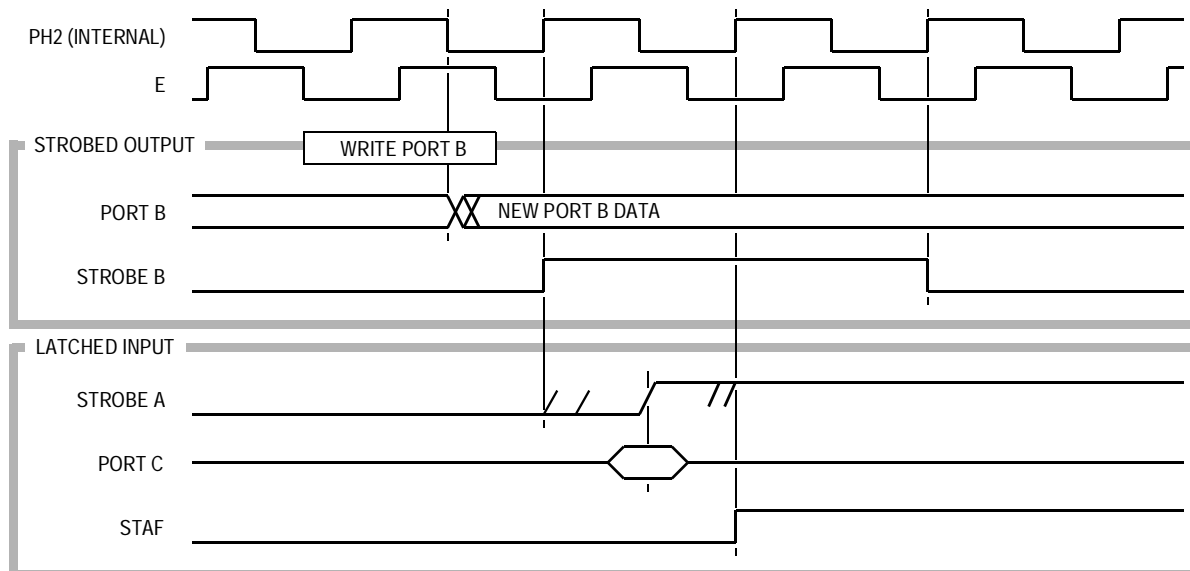 PH2 (INTERNAL)
E
STROBED OUTPUT
WRITE PORT B
PORT B
NEW PORT B DATA
STROBE B
LATCHED INPUT
STROBE A
PORT C
STAF